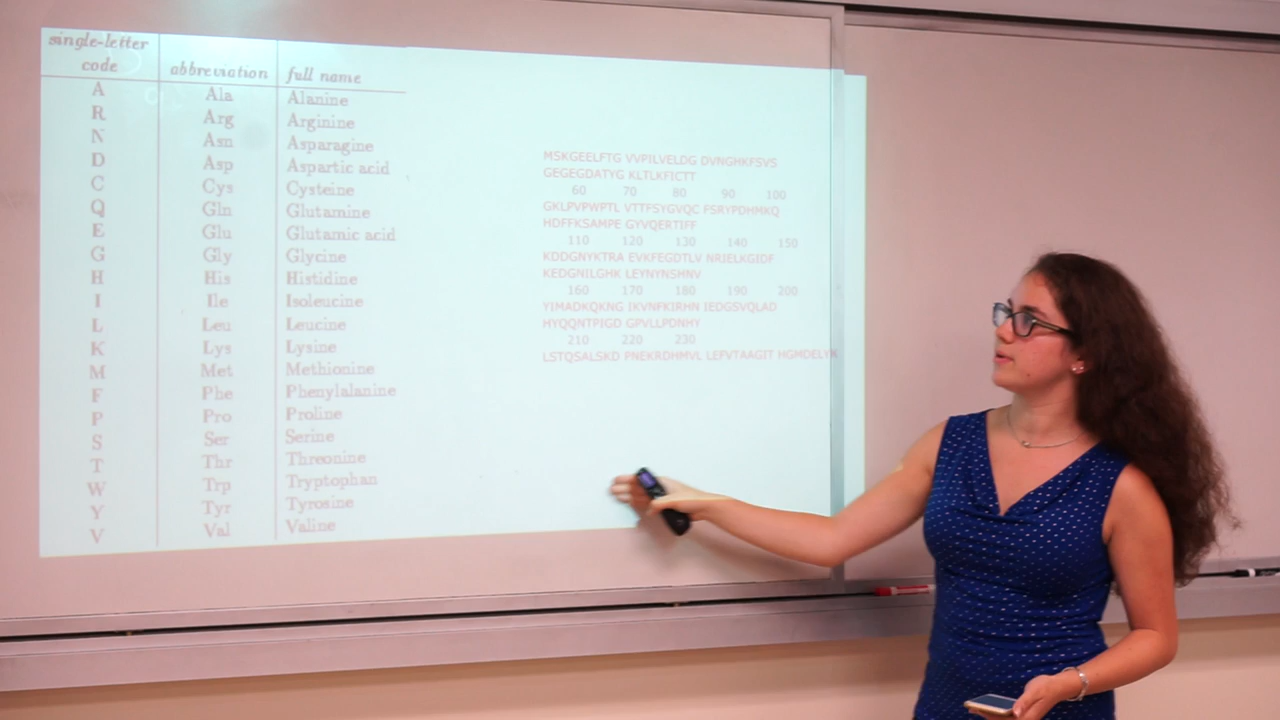 single-letter code abbreviation full name
A Ala Alanine
R Arg Arginine
N Asn Asparagine
D Asp Aspartic acid
C Cys Cysteine
Q Gln Glutamine
E Glu Glutamic acid
G Gly Glycine
H His Histidine
I Ile Isoleucine
L Leu Leucine
K Lys Lysine
M Met Methionine
F Phe Phenylalanine
P Pro Proline
S Ser Serine
T Thr Threonine
W Trp Tryptophan
Y Tyr Tyrosine
V Val Valine
MSKGEELFTG VVPILVELDG DVNGHKFSVS
GEGEGDATYG KLTLKFICTT
60 70 80 90 100
GKLPVPWPTL VTTFSYGVQC FSRYPDHMKQ
HDFFKSAMPE GYVQERTIFF
110 120 130 140 150
KDDGNYKTRA EVKFEGDTLV NRIELKGIDF
KEDGNILGHK LEYNYNSHNV
160 170 180 190 200
YIMADKQKNG IKVNFKIRHN IEDGSVQLAD
HYQQNTPIGD GPVLLPDNHY
210 220 230
LSTQSALSKD PNEKRDHMVL LEFVTAAGIT HGMDELYK